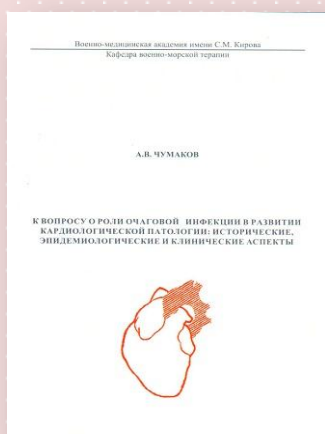 Военно-медицинская академия имени С.М. Кирова
Кафедра военно-морской терапии
А.В. ЧУМАКОВ
К ВОПРОСУ О РОЛИ ОЧАГОВОЙ ИНФЕКЦИИ В РАЗВИТИИ
КАРДИОЛОГИЧЕСКОЙ ПАТОЛОГИИ: ИСТОРИЧЕСКИЕ,
ЭПИДЕМИОЛОГИЧЕСКИЕ И КЛИНИЧЕСКИЕ АСПЕКТЫ